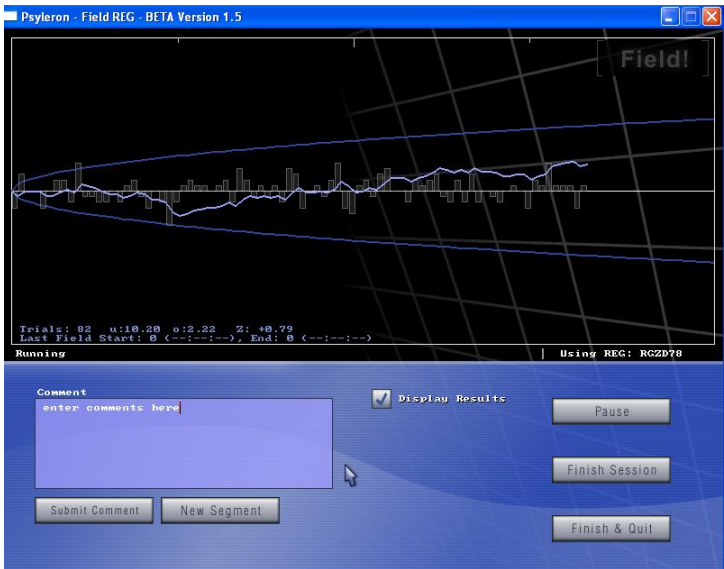 Psyleron - Field REG - BETA Version 1.5
Field!
Trials: 82 u:10.20 o:2.22 Z: +0.79
Last Field Start: 0 (--:--:--), End: 0 (--:--:--)
Running | Using REG: RGZD78
Comment
enter comments here
Display Results
Pause
Finish Session
Submit Comment New Segment
Finish & Quit